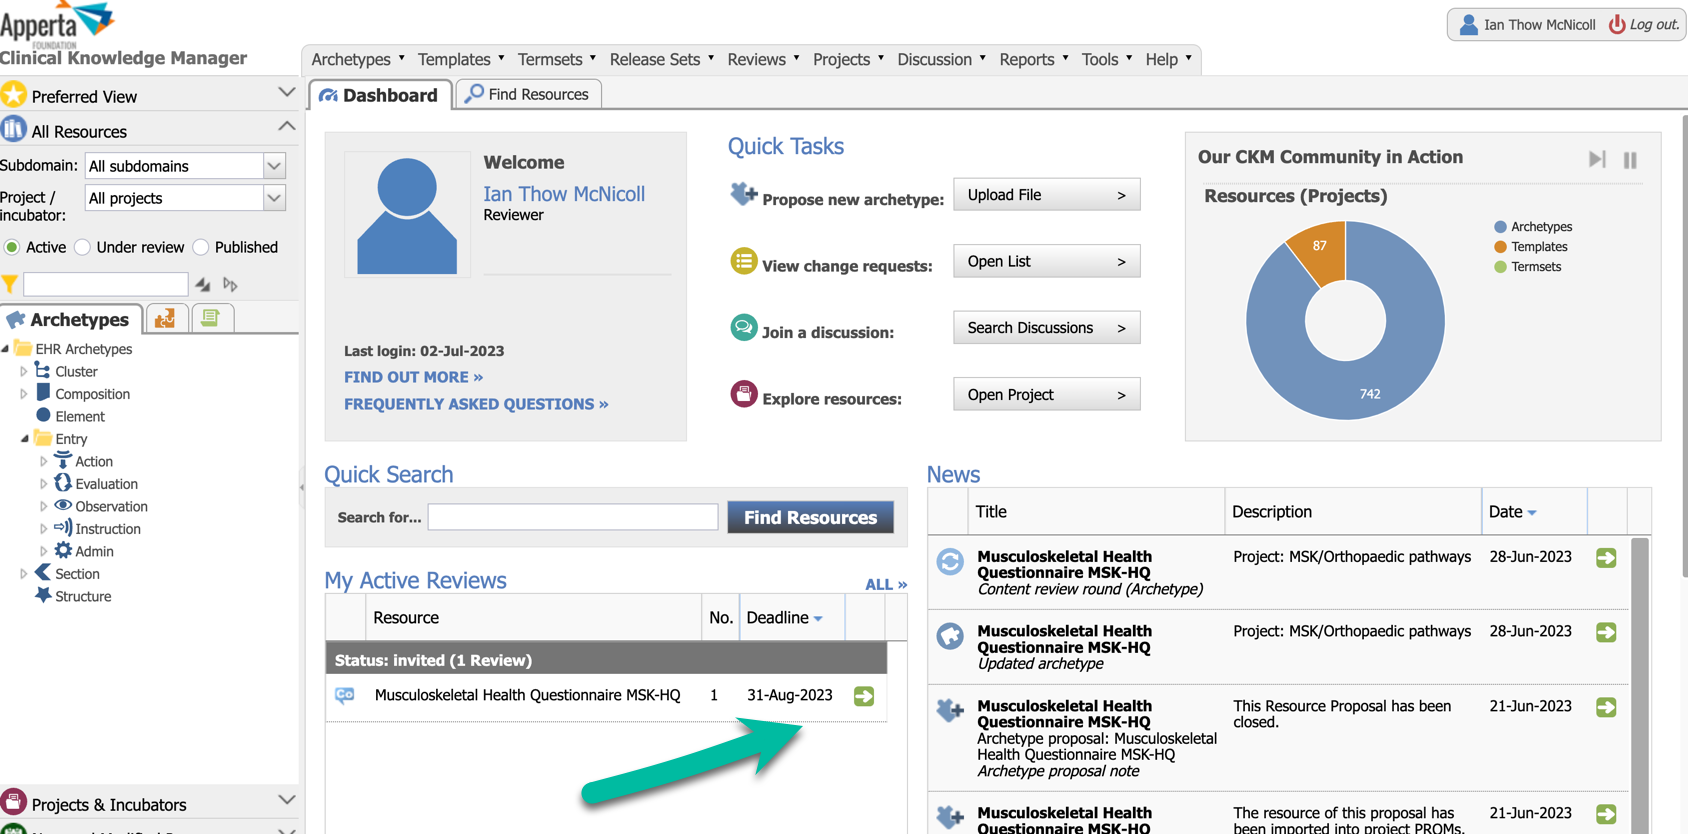 Apperta
FOUNDATION
Clinical Knowledge Manager
Ian Thow McNicoll
Log out.
Archetypes Templates Termsets Release Sets Reviews Projects Discussion Reports Tools Help
Dashboard
Find Resources
Preferred View
All Resources
Subdomain: All subdomains
Project /
incubator:
All projects
Active Under review Published
Archetypes
EHR Archetypes
Cluster
Composition
Element
Entry
Action
Evaluation
Observation
Instruction
Admin
Section
Structure
Projects & Incubators
Welcome
Ian Thow McNicoll
Reviewer
Last login: 02-Jul-2023
FIND OUT MORE »
FREQUENTLY ASKED QUESTIONS »
Quick Tasks
Propose new archetype: Upload File >
View change requests: Open List >
Join a discussion: Search Discussions >
Explore resources: Open Project >
Our CKM Community in Action
Resources (Projects)
87
742
Archetypes
Templates
Termsets
Quick Search
Search for...
Find Resources
My Active Reviews
ALL »
Resource No. Deadline
Status: invited (1 Review)
Co Musculoskeletal Health Questionnaire MSK-HQ 1 31-Aug-2023
News
Title Description Date
Musculoskeletal Health Project: MSK/Orthopaedic pathways 28-Jun-2023
Questionnaire MSK-HQ
Content review round (Archetype)
Musculoskeletal Health Project: MSK/Orthopaedic pathways 28-Jun-2023
Questionnaire MSK-HQ
Updated archetype
Musculoskeletal Health This Resource Proposal has been 21-Jun-2023
Questionnaire MSK-HQ closed.
Archetype proposal: Musculoskeletal
Health Questionnaire MSK-HQ
Archetype proposal note
Musculoskeletal Health The resource of this proposal has 21-Jun-2023
Questionnaire MSK-HQ been imported into project PROMs.